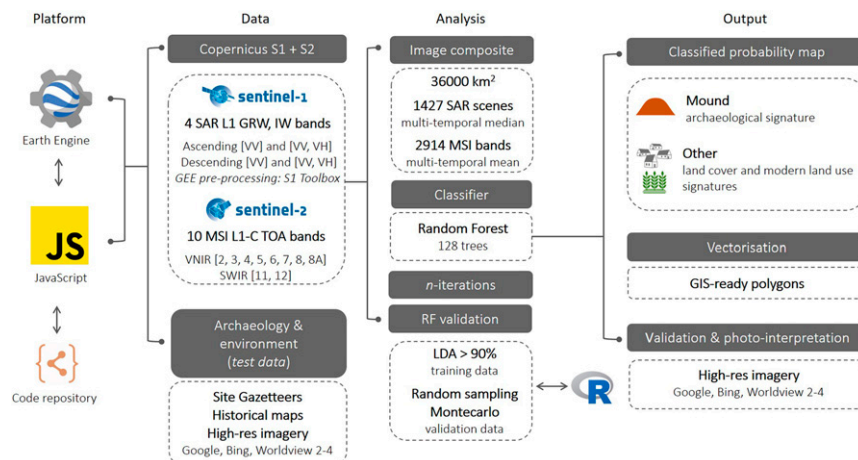 Platform
Data
Analysis
Output
Earth Engine
JS
JavaScript
Code repository
Copernicus S1 + S2
sentinel-1
4 SAR L1 GRW, IW bands
Ascending [VV] and [VV, VH]
Descending [VV] and [VV, VH]
GEE pre-processing: S1 Toolbox
sentinel-2
10 MSI L1-C TOA bands
VNIR [2, 3, 4, 5, 6, 7, 8, 8A]
SWIR [11, 12]
Archaeology &
environment
(test data)
Site Gazetteers
Historical maps
High-res imagery
Google, Bing, Worldview 2-4
Image composite
36000 km²
1427 SAR scenes
multi-temporal median
2914 MSI bands
multi-temporal mean
Classifier
Random Forest
128 trees
n-iterations
RF validation
LDA > 90%
training data
Random sampling
Montecarlo
validation data
R
Classified probability map
Mound
archaeological signature
Other
land cover and modern land use
signatures
Vectorisation
GIS-ready polygons
Validation & photo-interpretation
High-res imagery
Google, Bing, Worldview 2-4